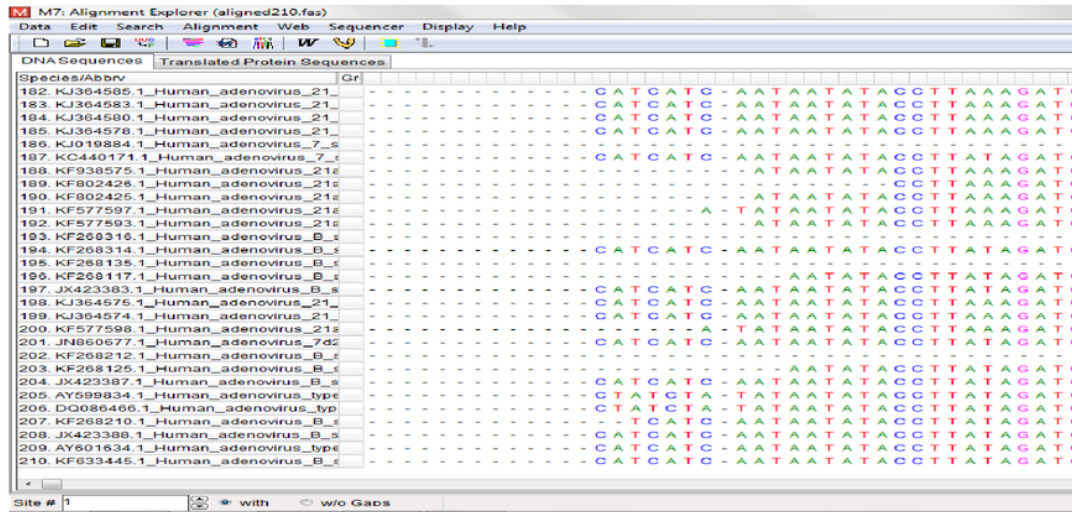 M M7: Alignment Explorer (aligned210.fas)
Data Edit Search Alignment Web Sequencer Display Help
W
DNA Sequences Translated Protein Sequences
Species/Abbrv Gr
182. KJ364585.1_Human_adenovirus_21_ - - - - - - - - - - - - - C A T C A T C - A A T A A T A T A C C T T A A A G A T
183. KJ364583.1_Human_adenovirus_21_ - - - - - - - - - - - - - C A T C A T C - A A T A A T A T A C C T T A A A G A T
184. KJ364580.1_Human_adenovirus_21_ - - - - - - - - - - - - - C A T C A T C - A A T A A T A T A C C T T A A A G A T
185. KJ364578.1_Human_adenovirus_21_ - - - - - - - - - - - - - C A T C A T C - A A T A A T A T A C C T T A A A G A T
186. KJ019884.1_Human_adenovirus_7_s - - - - - - - - - - - - - - - - - - - - - - - - - - - - - - - - - - - - - - - -
187. KC440171.1_Human_adenovirus_7_s - - - - - - - - - - - - - C A T C A T C - A A T A A T A T A C C T T A T A G A T
188. KF938575.1_Human_adenovirus_21a - - - - - - - - - - - - - - - - - - - - - - A T A A T A T A C C T T A A A G A T
189. KF802426.1_Human_adenovirus_21a - - - - - - - - - - - - - - - - - - - - - - - - - - - - - - C C T T A A A G A T
190. KF802425.1_Human_adenovirus_21a - - - - - - - - - - - - - - - - - - - - - - A T A A T A T A C C T T A A A G A T
191. KF577597.1_Human_adenovirus_21a - - - - - - - - - - - - - - - - - - - A - T A T A A T A T A C C T T A A A G A T
192. KF577593.1_Human_adenovirus_21a - - - - - - - - - - - - - - - - - - - - - - A T A A T A T A C C T T A A A G A T
193. KF268316.1_Human_adenovirus_B_s - - - - - - - - - - - - - - - - - - - - - - - - - - - - - - - - - - - - - - - -
194. KF268314.1_Human_adenovirus_B_s - - - - - - - - - - - - - C A T C A T C - A A T A A T A T A C C T T A T A G A T
195. KF268135.1_Human_adenovirus_B_s - - - - - - - - - - - - - - - - - - - - - - - - - - - - - - - - - - - - - - - -
196. KF268117.1_Human_adenovirus_B_s - - - - - - - - - - - - - - - - - - - - - - - - A A T A T A C C T T A T A G A T
197. JX423383.1_Human_adenovirus_B_s - - - - - - - - - - - - - C A T C A T C - A A T A A T A T A C C T T A T A G A T
198. KJ364575.1_Human_adenovirus_21_ - - - - - - - - - - - - - C A T C A T C - A A T A A T A T A C C T T A A A G A T
199. KJ364574.1_Human_adenovirus_21_ - - - - - - - - - - - - - C A T C A T C - A A T A A T A T A C C T T A A A G A T
200. KF577598.1_Human_adenovirus_21a - - - - - - - - - - - - - - - - - - - A - T A T A A T A T A C C T T A A A G A T
201. JN860677.1_Human_adenovirus_7d2 - - - - - - - - - - - - - C A T C A T C - A A T A A T A T A C C T T A T A G A T
202. KF268212.1_Human_adenovirus_B_s - - - - - - - - - - - - - - - - - - - - - - - - - - - - - - - - - - - - - - - -
203. KF268125.1_Human_adenovirus_B_s - - - - - - - - - - - - - - - - - - - - - - - - A A T A T A C C T T A T A G A T
204. JX423387.1_Human_adenovirus_B_s - - - - - - - - - - - - - C A T C A T C - A A T A A T A T A C C T T A T A G A T
205. AY599834.1_Human_adenovirus_type - - - - - - - - - - - - - C T A T C T A - T A T A A T A T A C C T T A T A G A T
206. DQ086466.1_Human_adenovirus_typ - - - - - - - - - - - - - C T A T C T A - T A T A A T A T A C C T T A T A G A T
207. KF268210.1_Human_adenovirus_B_s - - - - - - - - - - - - - - - T C A T C - A A T A A T A T A C C T T A T A G A T
208. JX423388.1_Human_adenovirus_B_s - - - - - - - - - - - - - C A T C A T C - A A T A A T A T A C C T T A T A G A T
209. AY601634.1_Human_adenovirus_type - - - - - - - - - - - - - C A T C A T C - A A T A A T A T A C C T T A T A G A T
210. KF633445.1_Human_adenovirus_B_s - - - - - - - - - - - - - C A T C A T C - A A T A A T A T A C C T T A T A G A T
Site # 1 with w/o Gaps